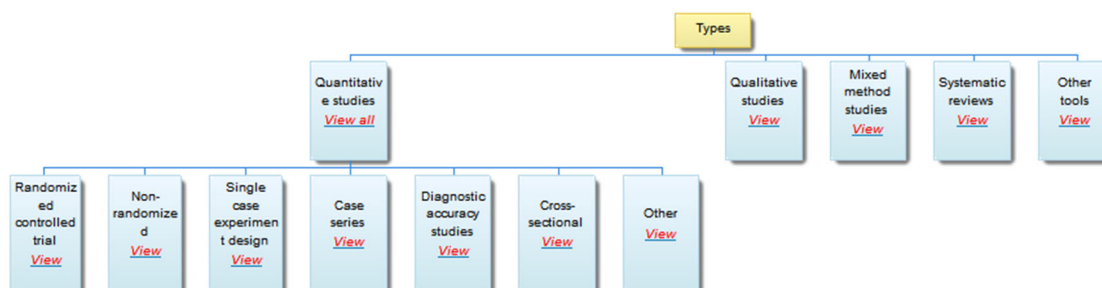 Types
Quantitativ
e studies
View all
Qualitative
studies
View
Mixed
method
studies
View
Systematic
reviews
View
Other
tools
View
Randomiz
ed
controlled
trial
View
Non-
randomize
d
View
Single
case
experimen
t design
View
Case
series
View
Diagnostic
accuracy
studies
View
Cross-
sectional
View
Other
View